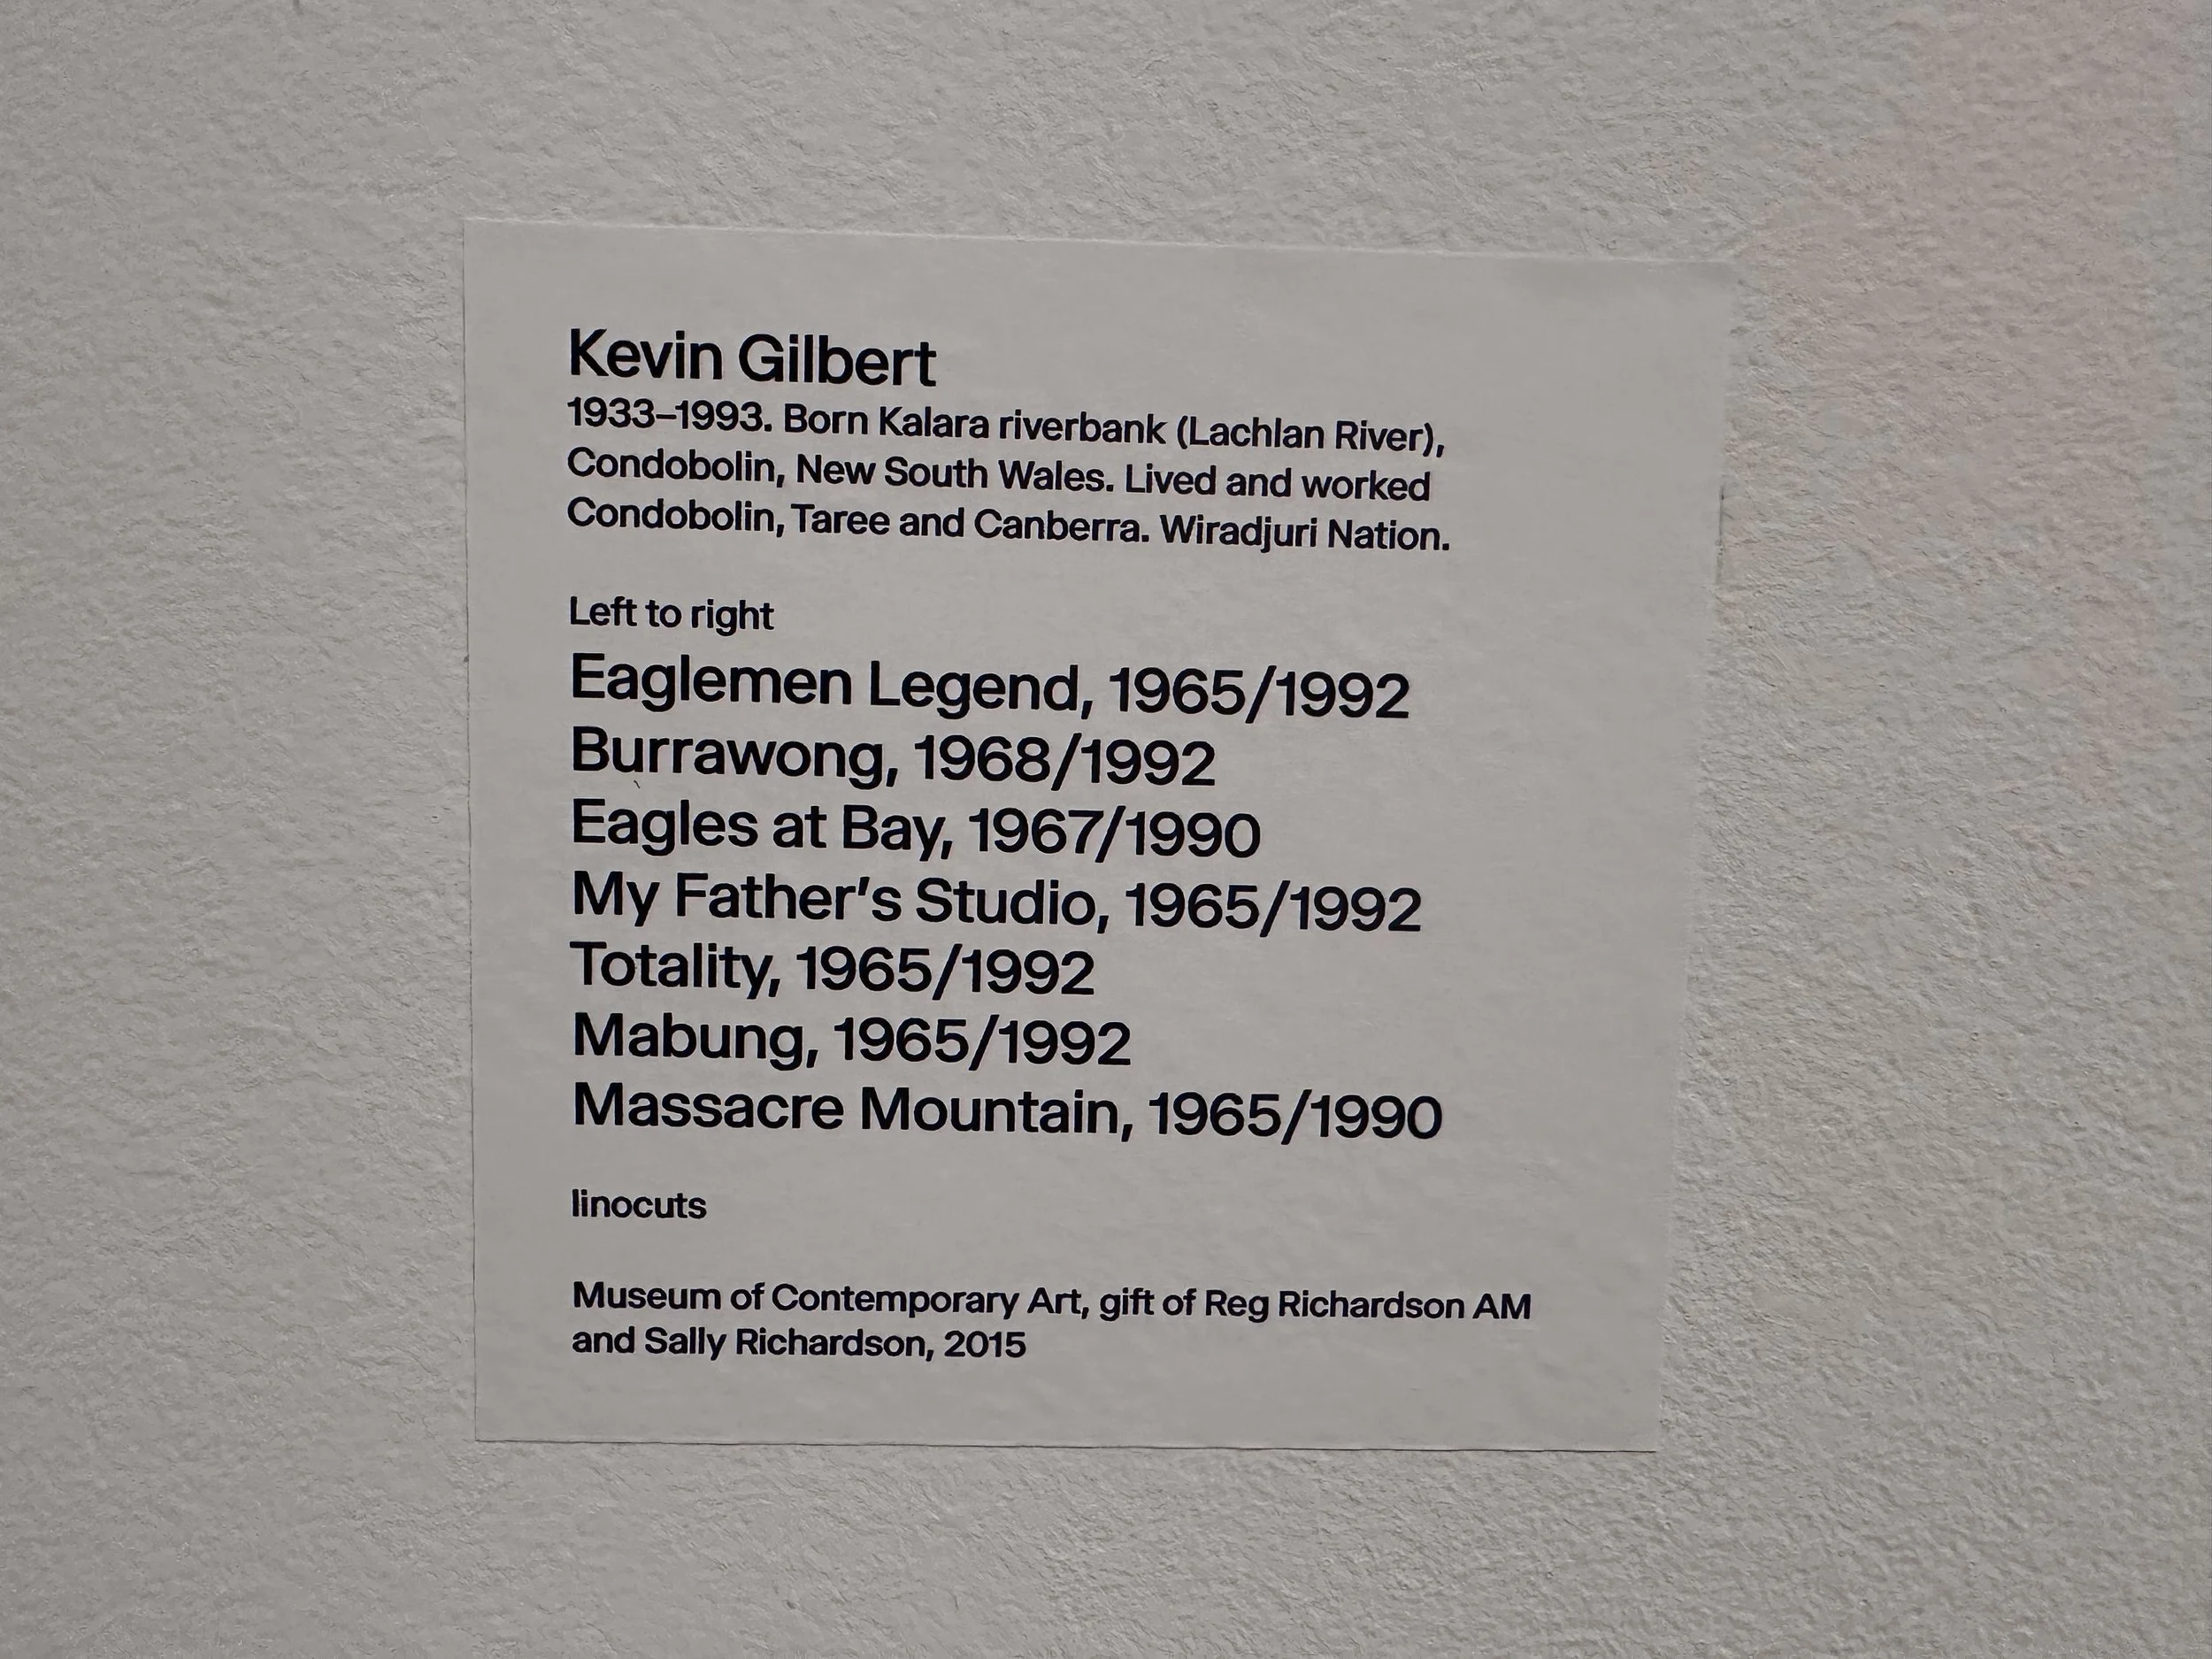 Kevin Gilbert
1933–1993. Born Kalara riverbank (Lachlan River),
Condobolin, New South Wales. Lived and worked
Condobolin, Taree and Canberra. Wiradjuri Nation.
Left to right
Eaglemen Legend, 1965/1992
Burrawong, 1968/1992
Eagles at Bay, 1967/1990
My Father’s Studio, 1965/1992
Totality, 1965/1992
Mabung, 1965/1992
Massacre Mountain, 1965/1990
linocuts
Museum of Contemporary Art, gift of Reg Richardson AM
and Sally Richardson, 2015